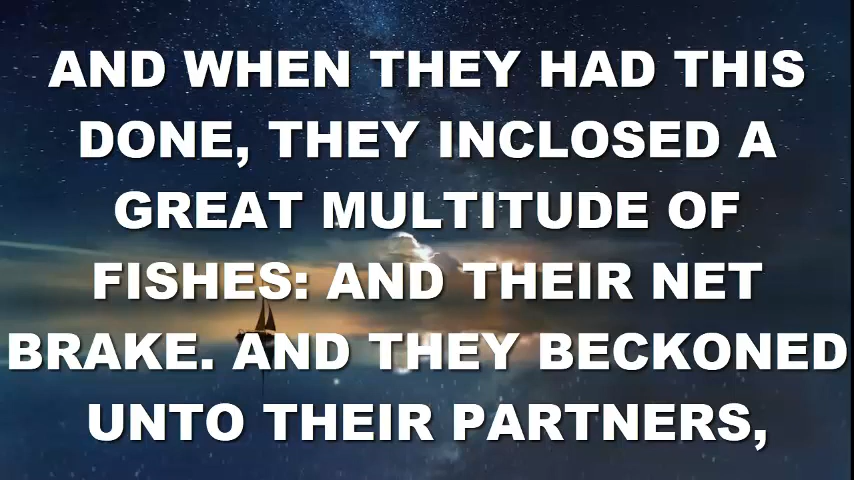 AND WHEN THEY HAD THIS
DONE, THEY INCLOSED A
GREAT MULTITUDE OF
FISHES: AND THEIR NET
BRAKE. AND THEY BECKONED
UNTO THEIR PARTNERS,